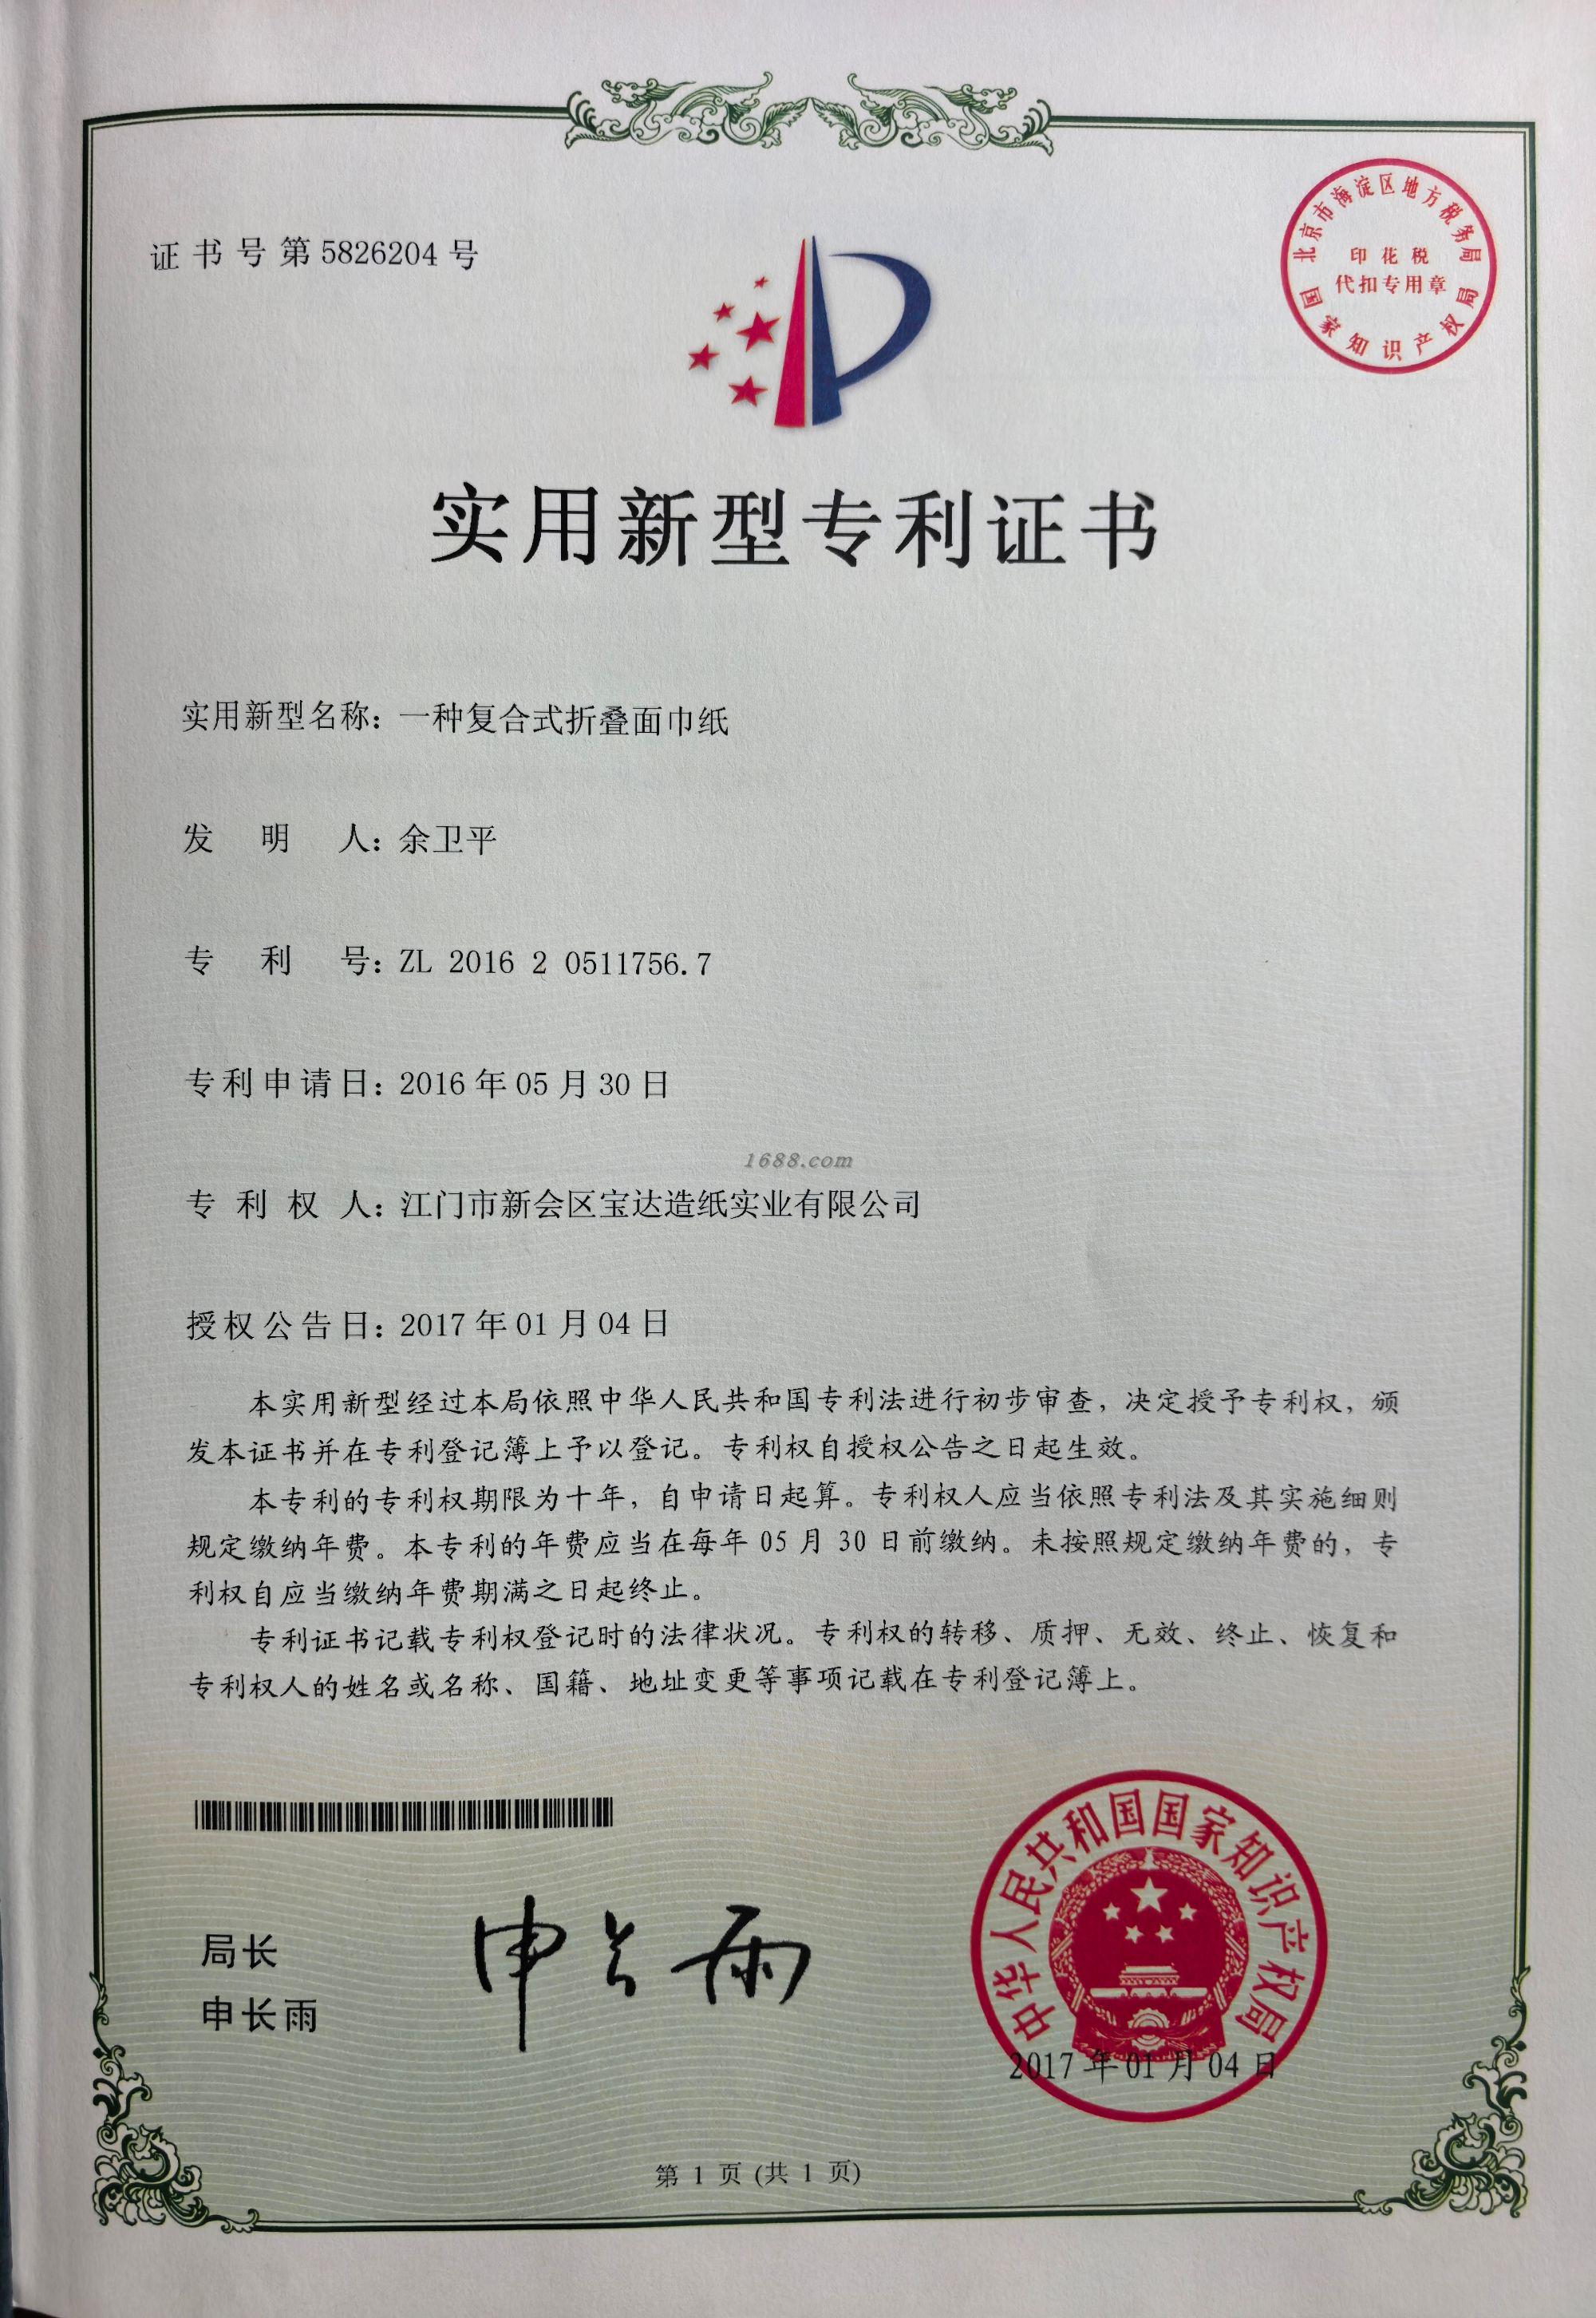 证书号第5826204号
北京市海淀区地方税务局
印花税
代扣专用章
国家知识产权局
实用新型专利证书
实用新型名称：一种复合式折叠面巾纸
发明人：余卫平
专利号：ZL 2016 2 0511756.7
专利申请日：2016年05月30日
1688.com
专利权人：江门市新会区宝达造纸实业有限公司
授权公告日：2017年01月04日
本实用新型经过本局依照中华人民共和国专利法进行初步审查，决定授予专利权，颁
发本证书并在专利登记簿上予以登记。专利权自授权公告之日起生效。
本专利的专利权期限为十年，自申请日起算。专利权人应当依照专利法及其实施细则
规定缴纳年费。本专利的年费应当在每年05月30日前缴纳。未按照规定缴纳年费的，专
利权自应当缴纳年费期满之日起终止。
专利证书记载专利权登记时的法律状况。专利权的转移、质押、无效、终止、恢复和
专利权人的姓名或名称、国籍、地址变更等事项记载在专利登记簿上。
局长
申长雨
申长雨
中华人民共和国国家知识产权局
2017年01月04日
第1页(共1页)